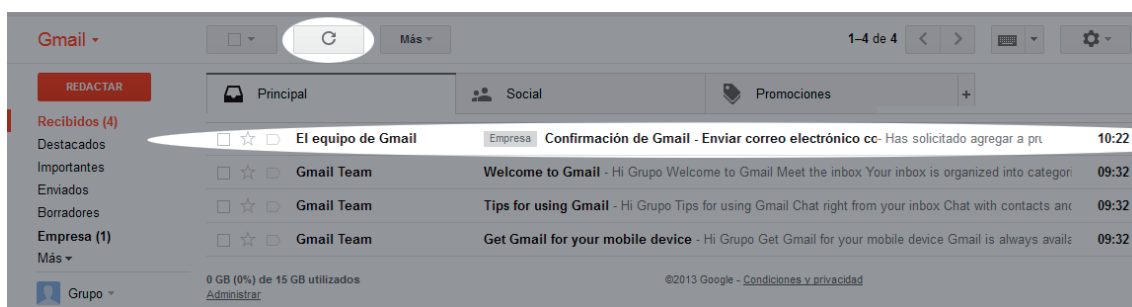 Gmail
Más
1–4 de 4
REDACTAR
Principal
Social
Promociones
+
Recibidos (4)
Destacados
Importantes
Enviados
Borradores
Empresa (1)
Más
Grupo
El equipo de Gmail Empresa Confirmación de Gmail - Enviar correo electrónico cc- Has solicitado agregar a pru 10:22
Gmail Team Welcome to Gmail - Hi Grupo Welcome to Gmail Meet the inbox Your inbox is organized into categori 09:32
Gmail Team Tips for using Gmail - Hi Grupo Tips for using Gmail Chat right from your inbox Chat with contacts anc 09:32
Gmail Team Get Gmail for your mobile device - Hi Grupo Get Gmail for your mobile device Gmail is always availa 09:32
0 GB (0%) de 15 GB utilizados
Administrar
©2013 Google - Condiciones y privacidad